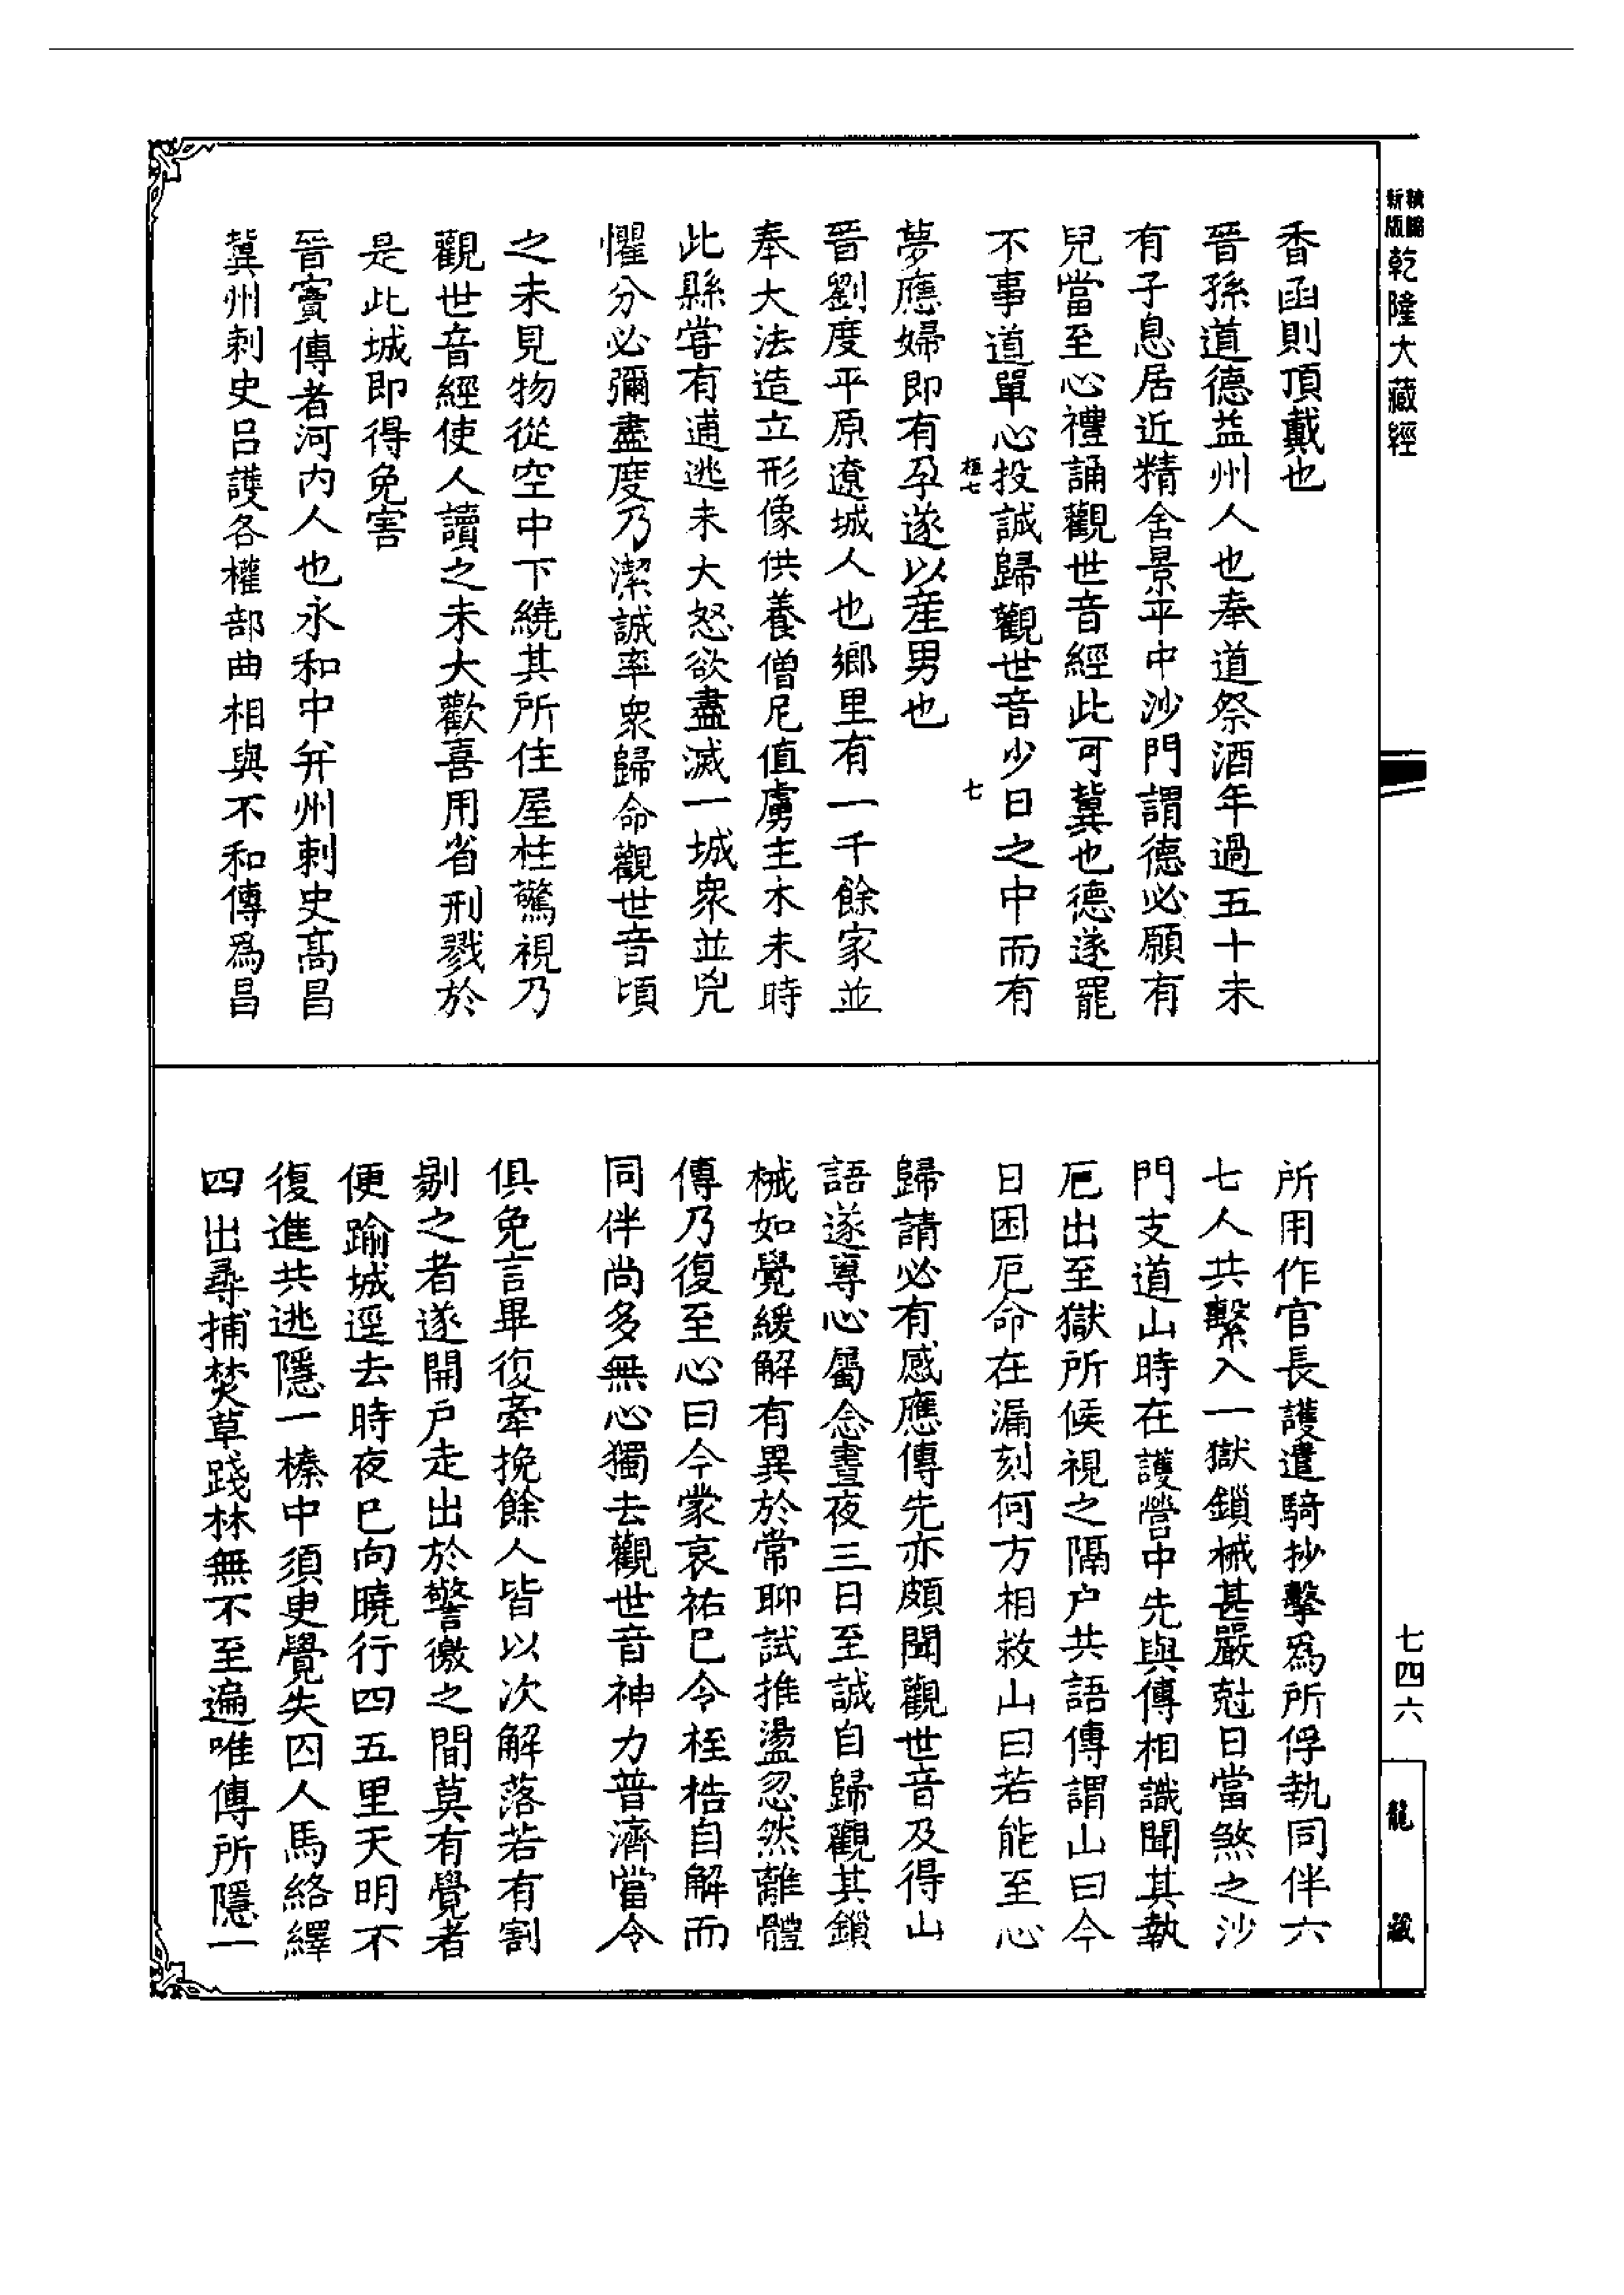 精縮
新版
乾隆大藏經
七四六
龍藏
香函則頂戴也
晉孫道德益州人也奉道祭酒年過五十未
有子息居近精舍景平中沙門謂德必願有
兒當至心禮誦觀世音經此可冀也德遂罷
不事道單心投誠歸觀世音少日之中而有
七
夢應婦即有孕遂以產男也
晉劉度平原遼城人也鄉里有一千餘家並
奉大法造立形像供養僧尼值虜主木末時
此縣嘗有逋逃末大怒欲盡滅一城衆並兇
懼分必彌盡度乃潔誠率衆歸命觀世音頃
之末見物從空中下繞其所住屋柱驚視乃
觀世音經使人讀之末大歡喜用省刑戮於
是此城即得免害
晉竇傳者河內人也永和中并州刺史高昌
冀州刺史呂護各權部曲相與不和傳爲昌
所用作官長護遣騎抄擊爲所俘執同伴六
七人共繫入一獄鎖械甚嚴尅日當煞之沙
門支道山時在護營中先與傳相識聞其執
厄出至獄所候視之隔户共語傳謂山曰今
日困厄命在漏刻何方相救山曰若能至心
歸請必有感應傳先亦頗聞觀世音及得山
語遂專心屬念晝夜三日至誠自歸觀其鎖
械如覺緩解有異於常聊試推盪忽然離體
傳乃復至心曰今蒙哀祐已令桎梏自解而
同伴尚多無心獨去觀世音神力普濟當令
俱免言畢復牽挽餘人皆以次解落若有割
剔之者遂開戶走出於警徼之間莫有覺者
便踰城逕去時夜已向曉行四五里天明不
復進共逃隱一榛中須臾覺失囚人馬絡繹
四出尋捕焚草踐林無不至遍唯傳所隱一